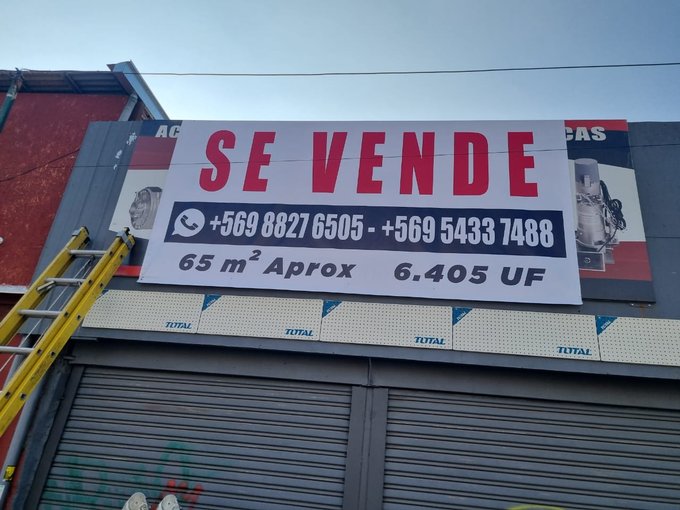 AC
CAS
SE VENDE
+569 8827 6505 - +569 5433 7488
65 m² Aprox 6.405 UF
TOTAL
TOTAL
TOTAL
TOTAL